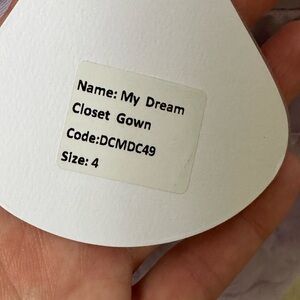 Name: My Dream
Closet Gown
Code:DCMDC49
Size: 4